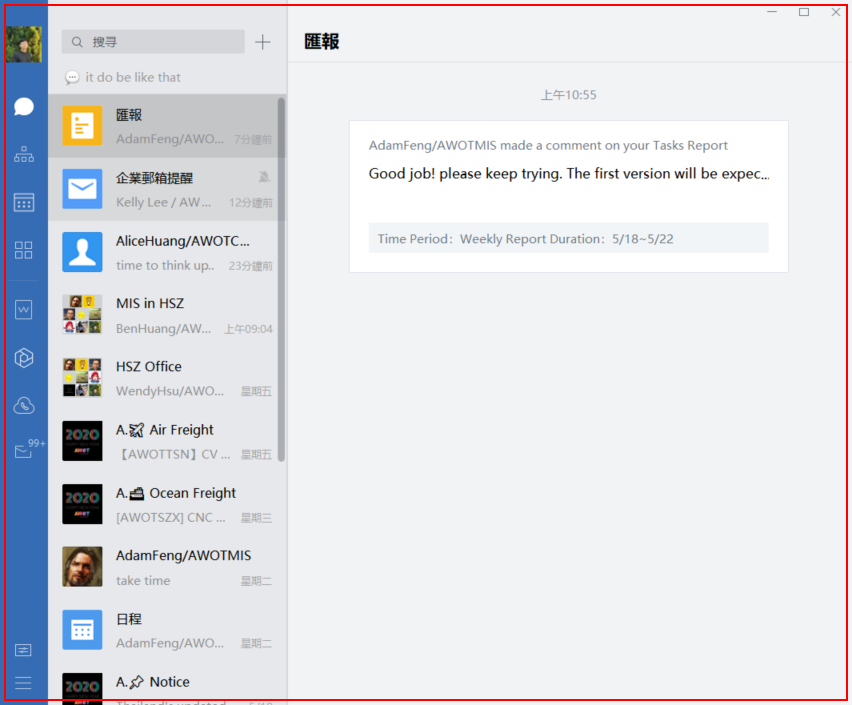 搜尋
it do be like that
匯報
AdamFeng/AWO... 7分鐘前
企業郵箱提醒
Kelly Lee / AW... 12分鐘前
AliceHuang/AWOTC...
time to think up.. 23分鐘前
MIS in HSZ
BenHuang/AW... 上午09:04
HSZ Office
WendyHsu/AWO... 星期五
A. Air Freight
【AWOTTSN】CV ... 星期五
A. Ocean Freight
[AWOTSZX] CNC ... 星期三
AdamFeng/AWOTMIS
take time 星期二
日程
AdamFeng/AWO... 星期二
A. Notice
99+
2020
2020
2020
匯報
上午10:55
AdamFeng/AWOTMIS made a comment on your Tasks Report
Good job! please keep trying. The first version will be expec...
Time Period：Weekly Report Duration：5/18~5/22